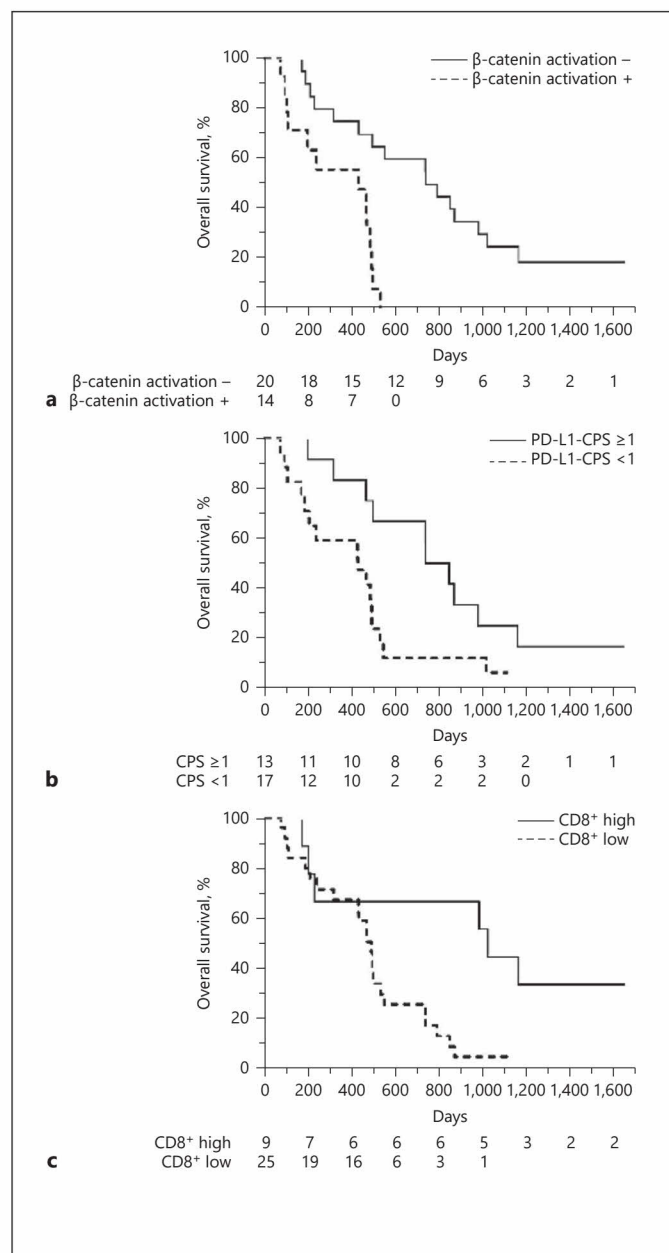 100
80
60
40
20
0
Overall survival, %
β-catenin activation –
β-catenin activation +
0 200 400 600 800 1,000 1,200 1,400 1,600
Days
β-catenin activation – 20 18 15 12 9 6 3 2 1
a β-catenin activation + 14 8 7 0
100
80
60
40
20
0
Overall survival, %
PD-L1-CPS ≥1
PD-L1-CPS <1
0 200 400 600 800 1,000 1,200 1,400 1,600
Days
CPS ≥1 13 11 10 8 6 3 2 1 1
b CPS <1 17 12 10 2 2 2 0
100
80
60
40
20
0
Overall survival, %
CD8⁺ high
CD8⁺ low
0 200 400 600 800 1,000 1,200 1,400 1,600
Days
CD8⁺ high 9 7 6 6 6 5 3 2 2
c CD8⁺ low 25 19 16 6 3 1